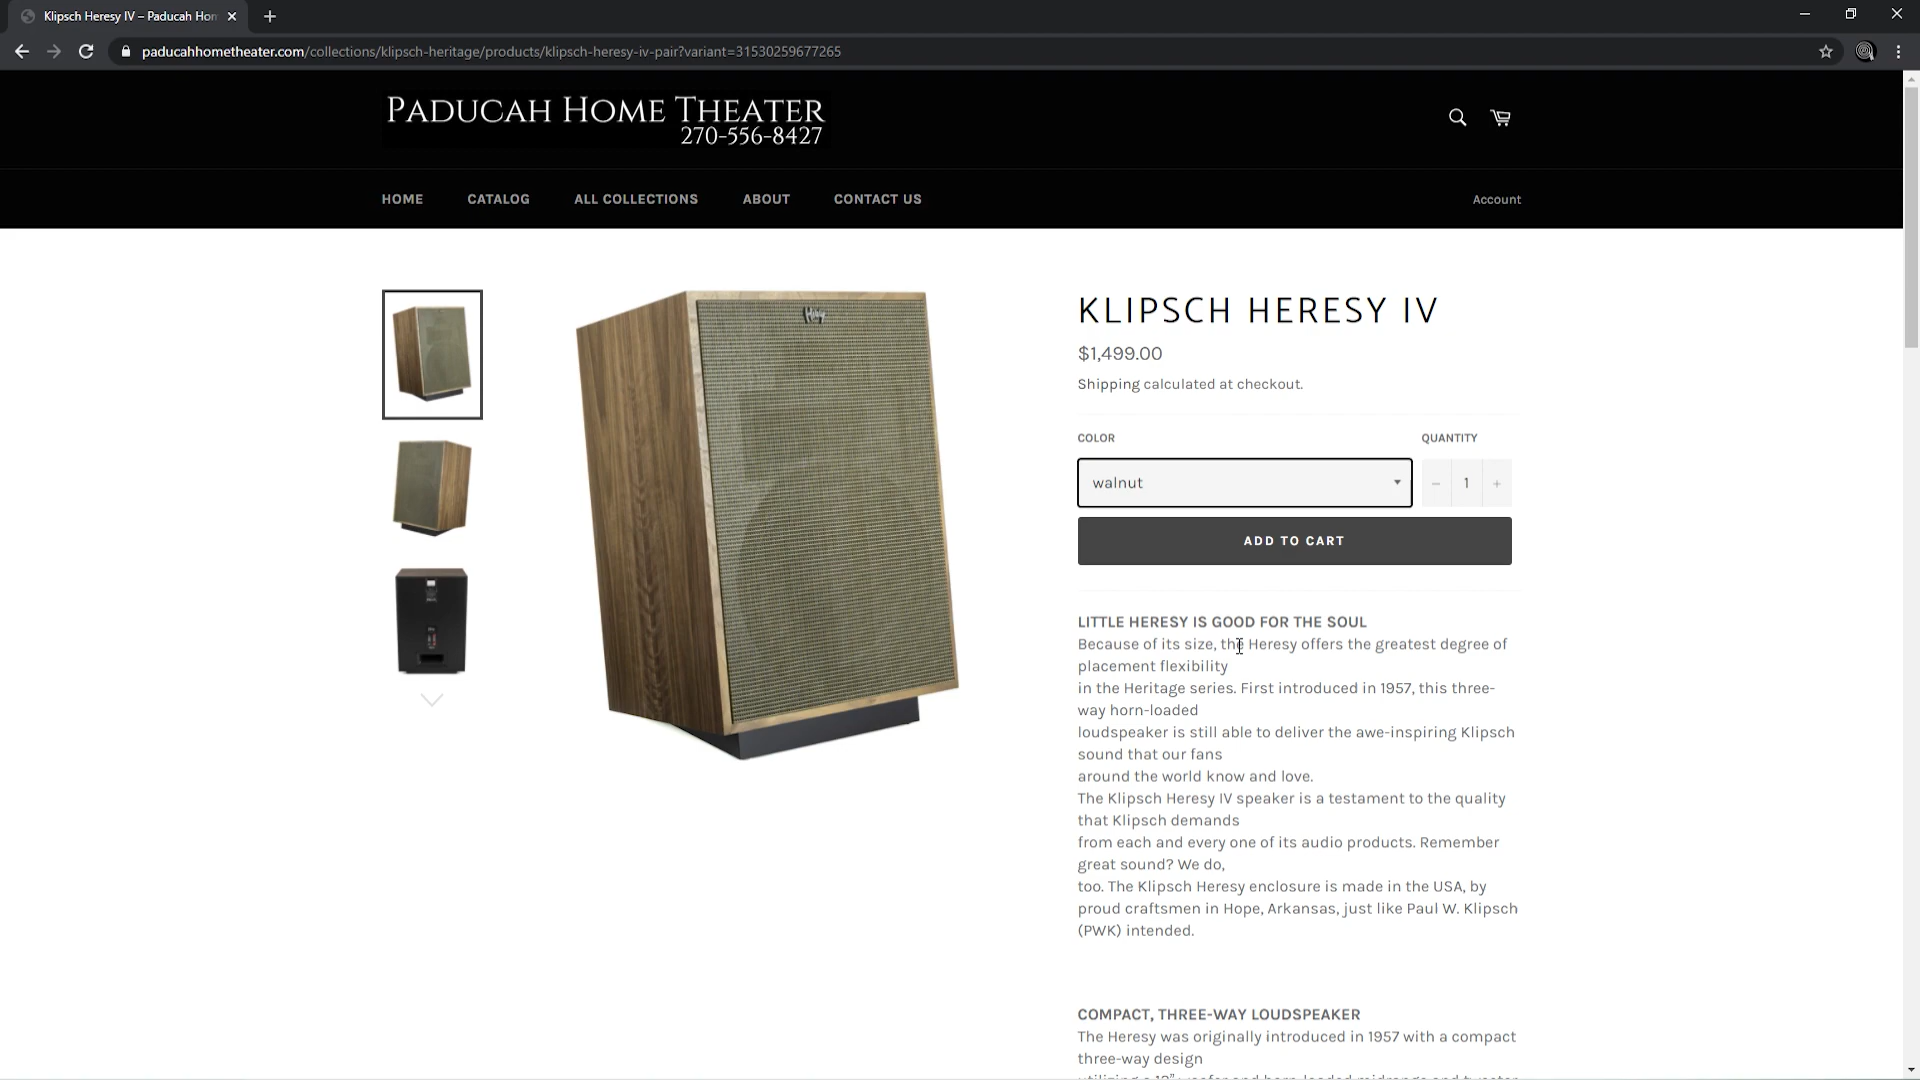 Klipsch Heresy IV – Paducah Hom
paducahhometheater.com/collections/klipsch-heritage/products/klipsch-heresy-iv-pair?variant=31530259677265
PADUCAH HOME THEATER
270-556-8427
HOME CATALOG ALL COLLECTIONS ABOUT CONTACT US Account
KLIPSCH HERESY IV
$1,499.00
Shipping calculated at checkout.
COLOR QUANTITY
walnut − 1 +
ADD TO CART
LITTLE HERESY IS GOOD FOR THE SOUL
Because of its size, the Heresy offers the greatest degree of
placement flexibility
in the Heritage series. First introduced in 1957, this three-
way horn-loaded
loudspeaker is still able to deliver the awe-inspiring Klipsch
sound that our fans
around the world know and love.
The Klipsch Heresy IV speaker is a testament to the quality
that Klipsch demands
from each and every one of its audio products. Remember
great sound? We do,
too. The Klipsch Heresy enclosure is made in the USA, by
proud craftsmen in Hope, Arkansas, just like Paul W. Klipsch
(PWK) intended.
COMPACT, THREE-WAY LOUDSPEAKER
The Heresy was originally introduced in 1957 with a compact
three-way design